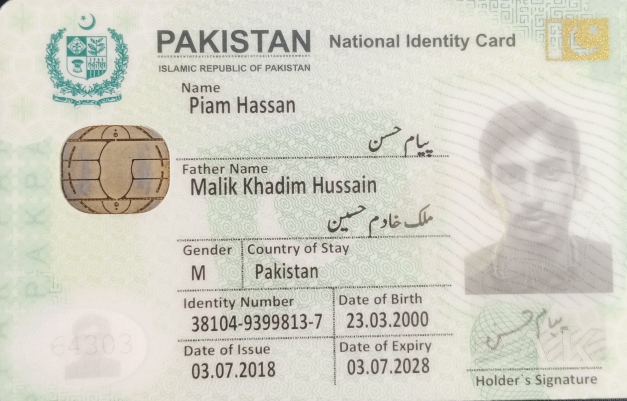 PAKISTAN National Identity Card
ISLAMIC REPUBLIC OF PAKISTAN
Name
Piam Hassan
پیام حسن
Father Name
Malik Khadim Hussain
ملک خادم حسین
Gender Country of Stay
M Pakistan
Identity Number Date of Birth
38104-9399813-7 23.03.2000
Date of Issue Date of Expiry
03.07.2018 03.07.2028
پیام حسن
Holder`s Signature